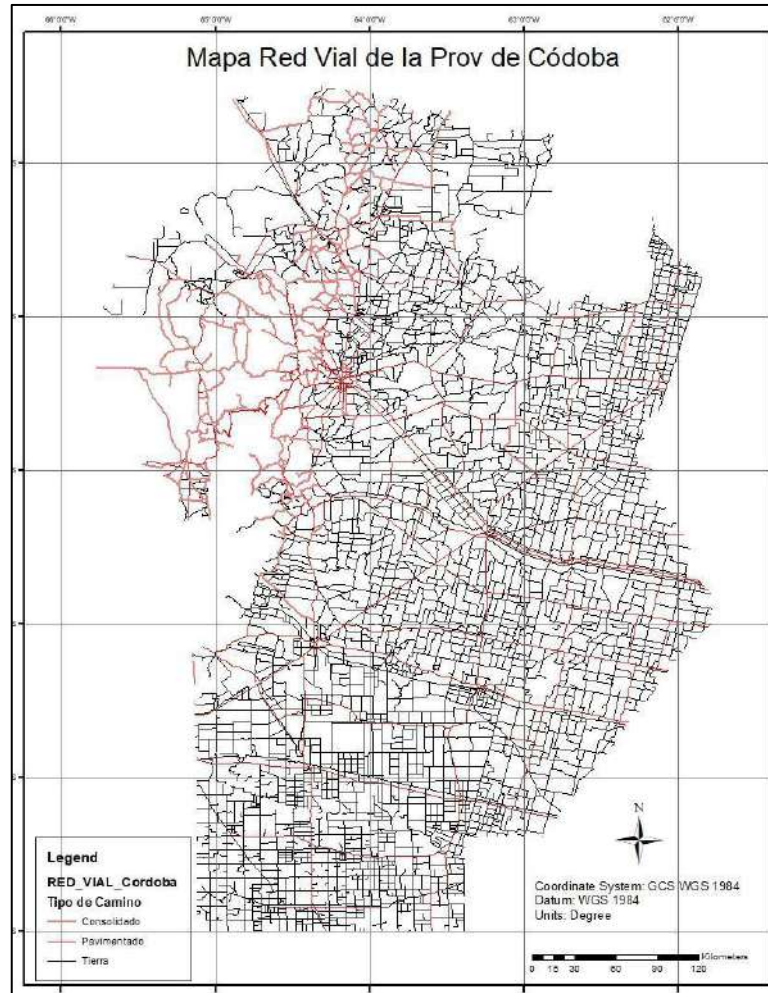 66°0'0"W 65°0'0"W 64°0'0"W 63°0'0"W 62°0'0"W
Mapa Red Vial de la Prov de Códoba
N
Legend
RED_VIAL_Cordoba
Tipo de Camino
Consolidado
Pavimentado
Tierra
Coordinate System: GCS WGS 1984
Datum: WGS 1984
Units: Degree
Kilometers
0 15 30 60 90 120